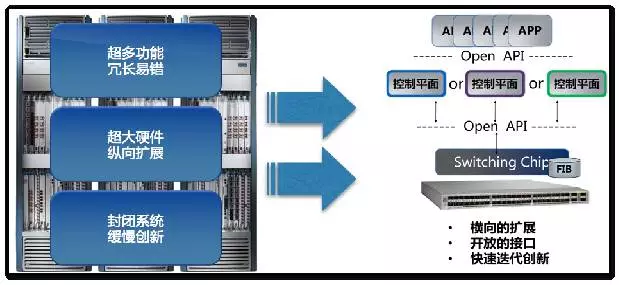 超多功能
冗长易错
超大硬件
纵向扩展
封闭系统
缓慢创新
AI A A A APP
Open API
控制平面 or 控制平面 or 控制平面
Open API
Switching Chip
FIB
• 横向的扩展
• 开放的接口
• 快速迭代创新